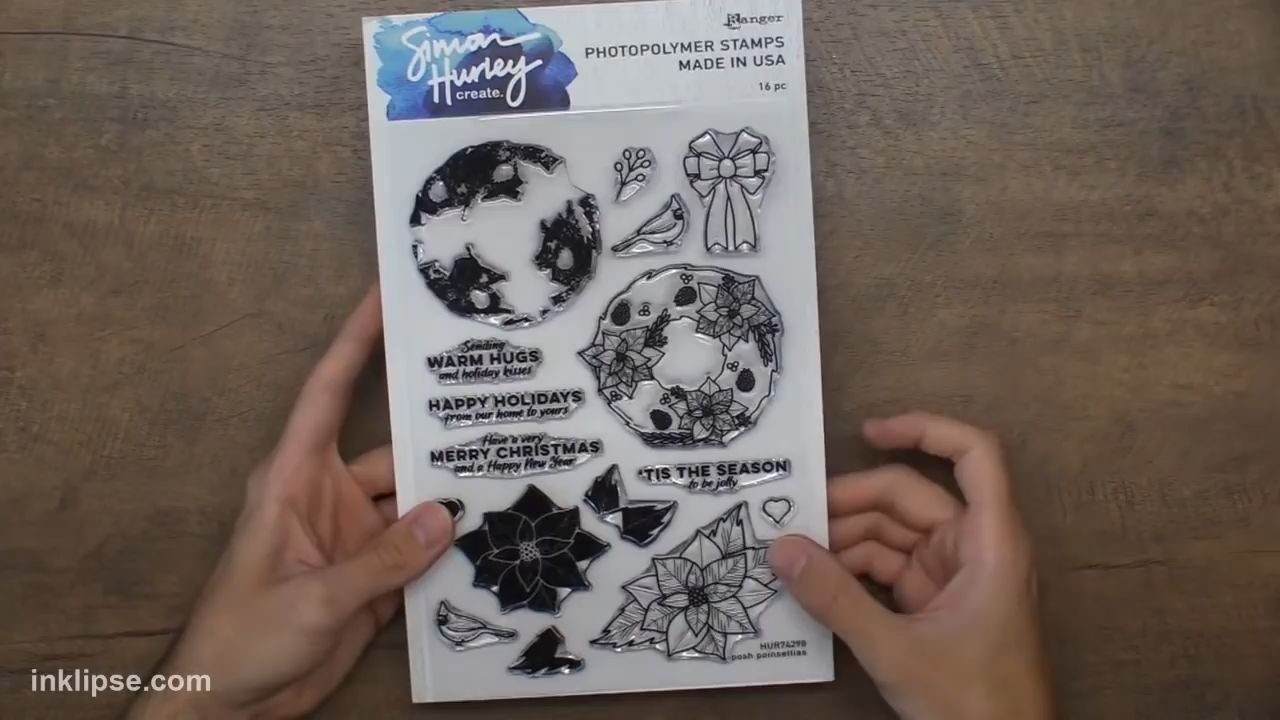 Simon
Hurley
create.
Ranger
PHOTOPOLYMER STAMPS
MADE IN USA
16 pc
Sending
WARM HUGS
and holiday kisses
HAPPY HOLIDAYS
from our home to yours
Have a very
MERRY CHRISTMAS
and a Happy New Year
'TIS THE SEASON
to be jolly
HUR74298
posh poinsettias
inklipse.com